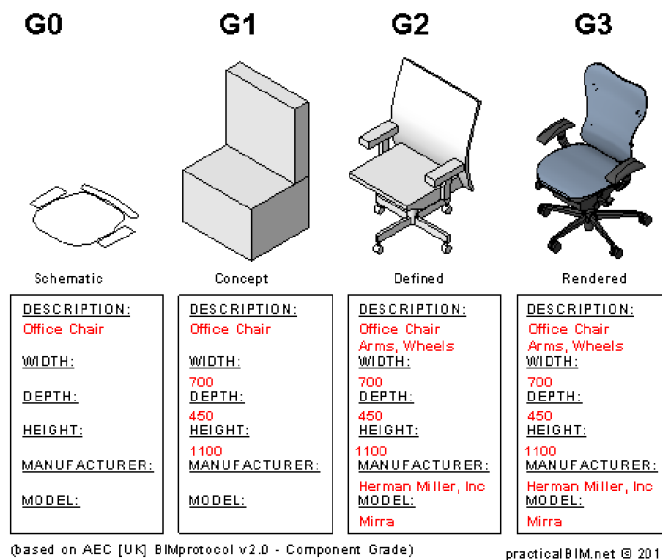 G0 G1 G2 G3
Schematic Concept Defined Rendered
DESCRIPTION:
Office Chair
WIDTH:
DEPTH:
HEIGHT:
MANUFACTURER:
MODEL:
DESCRIPTION:
Office Chair
WIDTH:
700
DEPTH:
450
HEIGHT:
1100
MANUFACTURER:
MODEL:
DESCRIPTION:
Office Chair
Arms, Wheels
WIDTH:
700
DEPTH:
450
HEIGHT:
1100
MANUFACTURER:
Herman Miller, Inc
MODEL:
Mirra
DESCRIPTION:
Office Chair
Arms, Wheels
WIDTH:
700
DEPTH:
450
HEIGHT:
1100
MANUFACTURER:
Herman Miller, Inc
MODEL:
Mirra
(based on AEC [UK] BIMprotocol v2.0 - Component Grade)
practicalBIM.net © 201